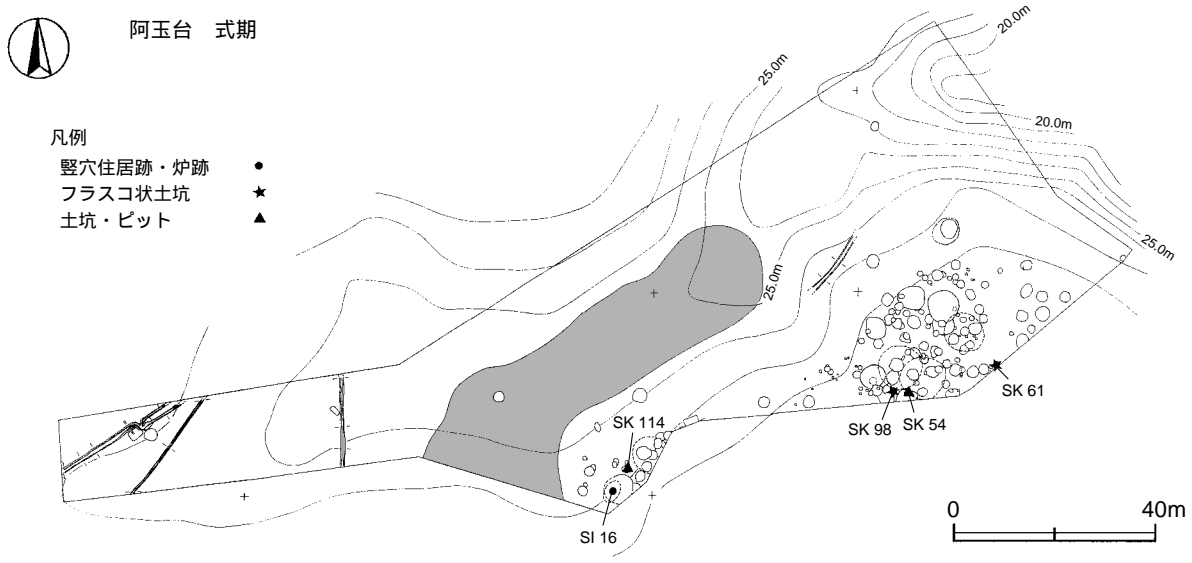 阿玉台　式期
凡例
竪穴住居跡・炉跡
フラスコ状土坑
土坑・ピット
20.0m
25.0m
20.0m
25.0m
25.0m
SK 61
SK 98
SK 54
SK 114
SI 16
0
40m